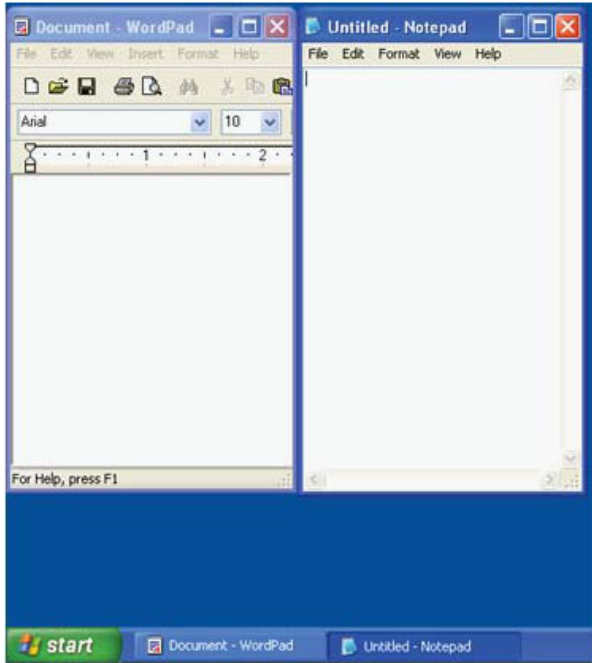 Document - WordPad
File Edit View Insert Format Help
Arial 10
1 2
For Help, press F1
Untitled - Notepad
File Edit Format View Help
start Document - WordPad Untitled - Notepad